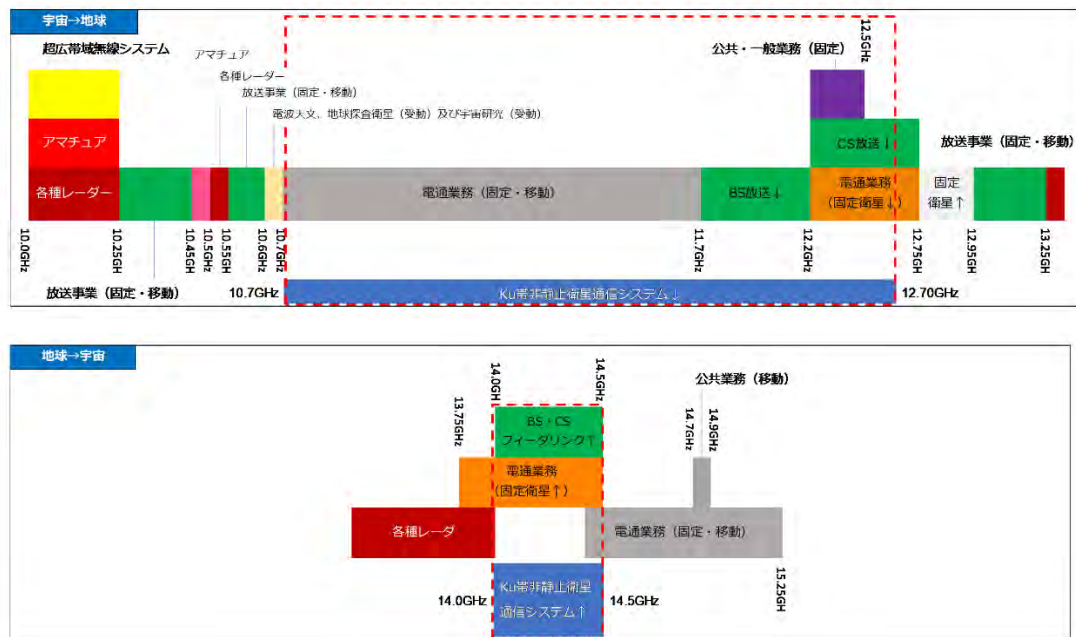 宇宙→地球
超広帯域無線システム
アマチュア
各種レーダー
放送事業（固定・移動）
電波天文、地球探査衛星（受動）及び宇宙研究（受動）
公共・一般業務（固定）
12.5GHz
アマチュア
CS放送↓
放送事業（固定・移動）
各種レーダー
電通業務（固定・移動）
BS放送↓
電通業務
（固定衛星↓）
固定
衛星↑
10.0GHz
10.25GH
10.45GH
10.5GHz
10.55GH
10.6GHz
10.7GHz
11.7GHz
12.2GHz
12.75GH
12.95GH
13.25GH
放送事業（固定・移動）
10.7GHz
Ku帯非静止衛星通信システム↓
12.70GHz
地球→宇宙
13.75GHz
14.0GH
14.5GHz
公共業務（移動）
14.7GHz
14.9GHz
BS・CS
フィーダリンク↑
電通業務
（固定衛星↑）
各種レーダ
電通業務（固定・移動）
14.0GHz
Ku帯非静止衛星
通信システム↑
14.5GHz
15.25GH